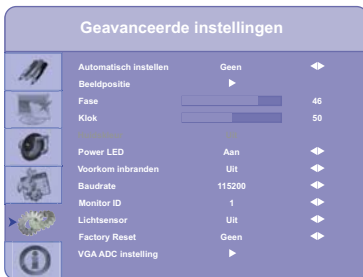 Geavanceerde instellingen
Automatisch instellen Geen
Beeldpositie
Fase 46
Klok 50
Power LED Aan
Voorkom inbranden Uit
Baudrate 115200
Monitor ID 1
Lichtsensor Uit
Factory Reset Geen
VGA ADC instelling